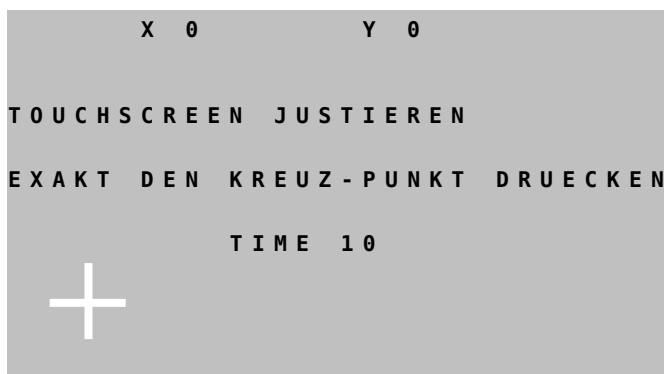 X 0 Y 0
TOUCHSCREEN JUSTIEREN
EXAKT DEN KREUZ-PUNKT DRUECKEN
TIME 10